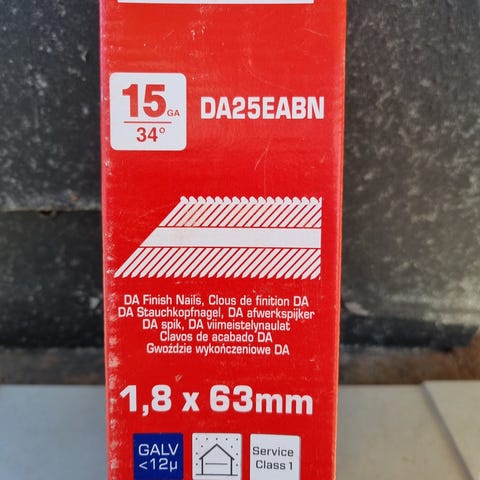 15 GA
34°
DA25EABN
DA Finish Nails, Clous de finition DA
DA Stauchkopfnagel, DA afwerkspijker
DA spik, DA viimeistelynaulat
Clavos de acabado DA
Gwoździe wykończeniowe DA
1,8 x 63mm
GALV
<12µ
Service
Class 1